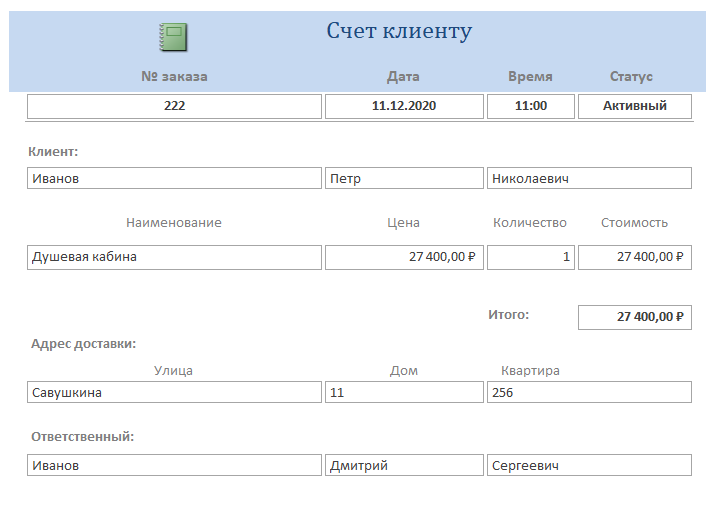 Счет клиенту
№ заказа Дата Время Статус
222 11.12.2020 11:00 Активный
Клиент:
Иванов Петр Николаевич
Наименование Цена Количество Стоимость
Душевая кабина 27 400,00 ₽ 1 27 400,00 ₽
Итого: 27 400,00 ₽
Адрес доставки:
Улица Дом Квартира
Савушкина 11 256
Ответственный:
Иванов Дмитрий Сергеевич